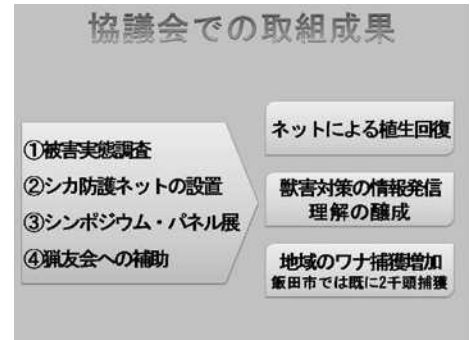 協議会での取組成果
①被害実態調査
②シカ防護ネットの設置
③シンポジウム・パネル展
④猟友会への補助
ネットによる植生回復
獣害対策の情報発信
理解の醸成
地域のワナ捕獲増加
飯田市では既に2千頭捕獲